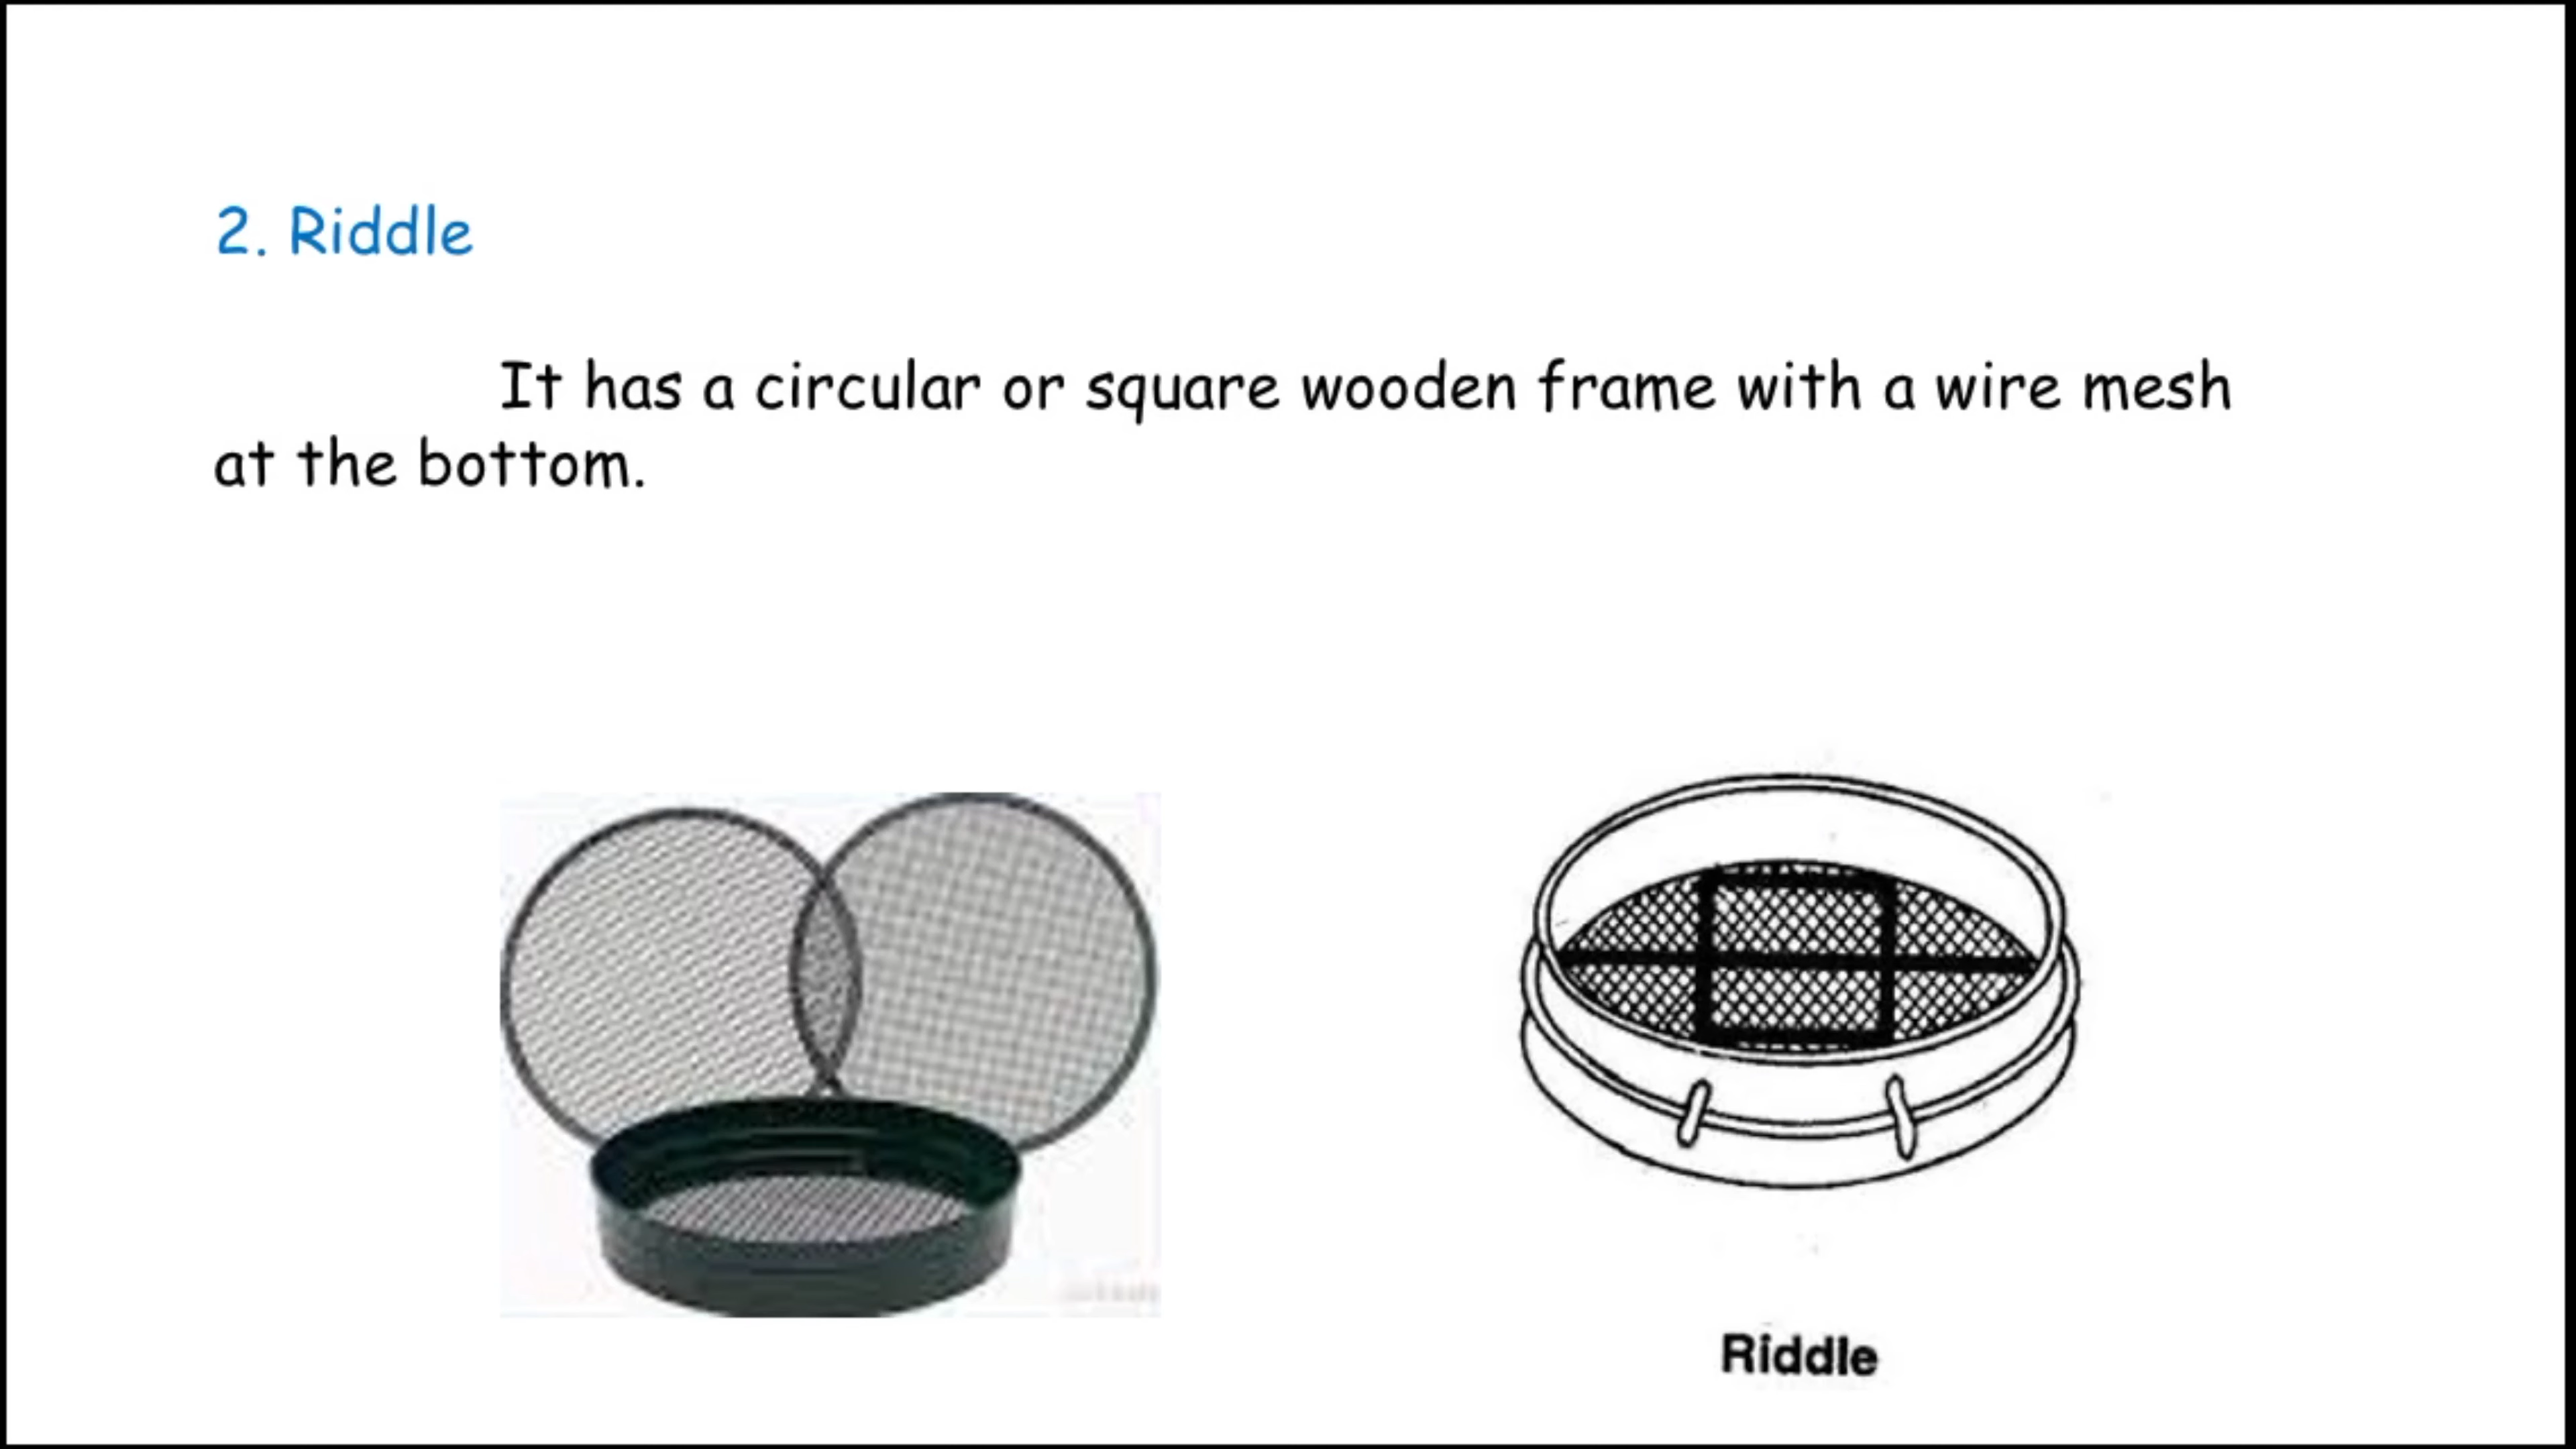 2. Riddle
It has a circular or square wooden frame with a wire mesh
at the bottom.
Riddle